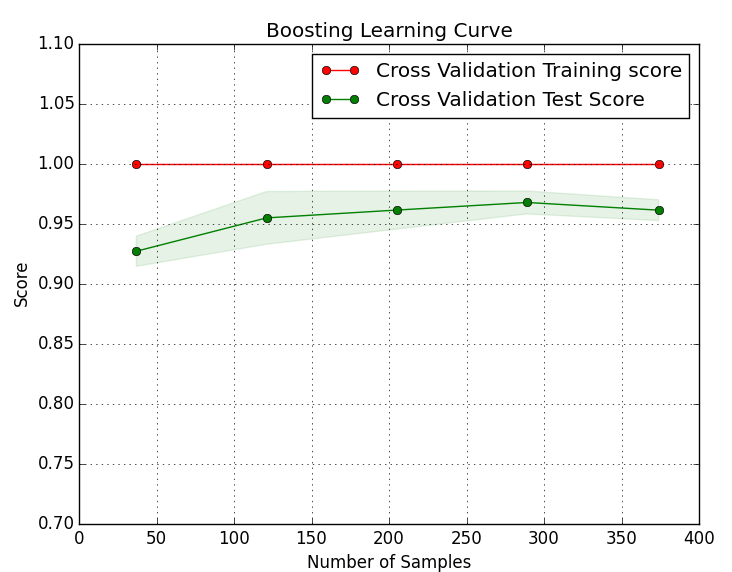 Boosting Learning Curve
1.10
1.05
1.00
0.95
0.90
0.85
0.80
0.75
0.70
Score
Cross Validation Training score
Cross Validation Test Score
0 50 100 150 200 250 300 350 400
Number of Samples